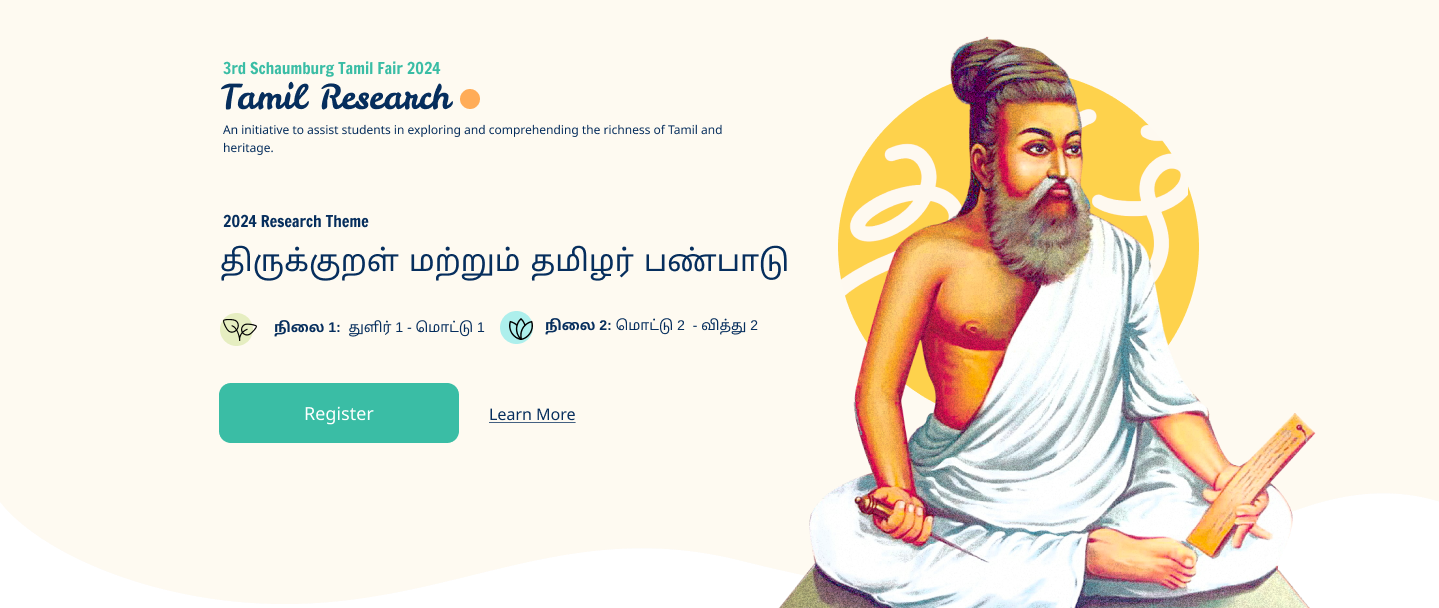 3rd Schaumburg Tamil Fair 2024
Tamil Research
An initiative to assist students in exploring and comprehending the richness of Tamil and
heritage.
2024 Research Theme
திருக்குறள் மற்றும் தமிழர் பண்பாடு
நிலை 1: துளிர் 1 - மொட்டு 1
நிலை 2: மொட்டு 2 - வித்து 2
Register
Learn More